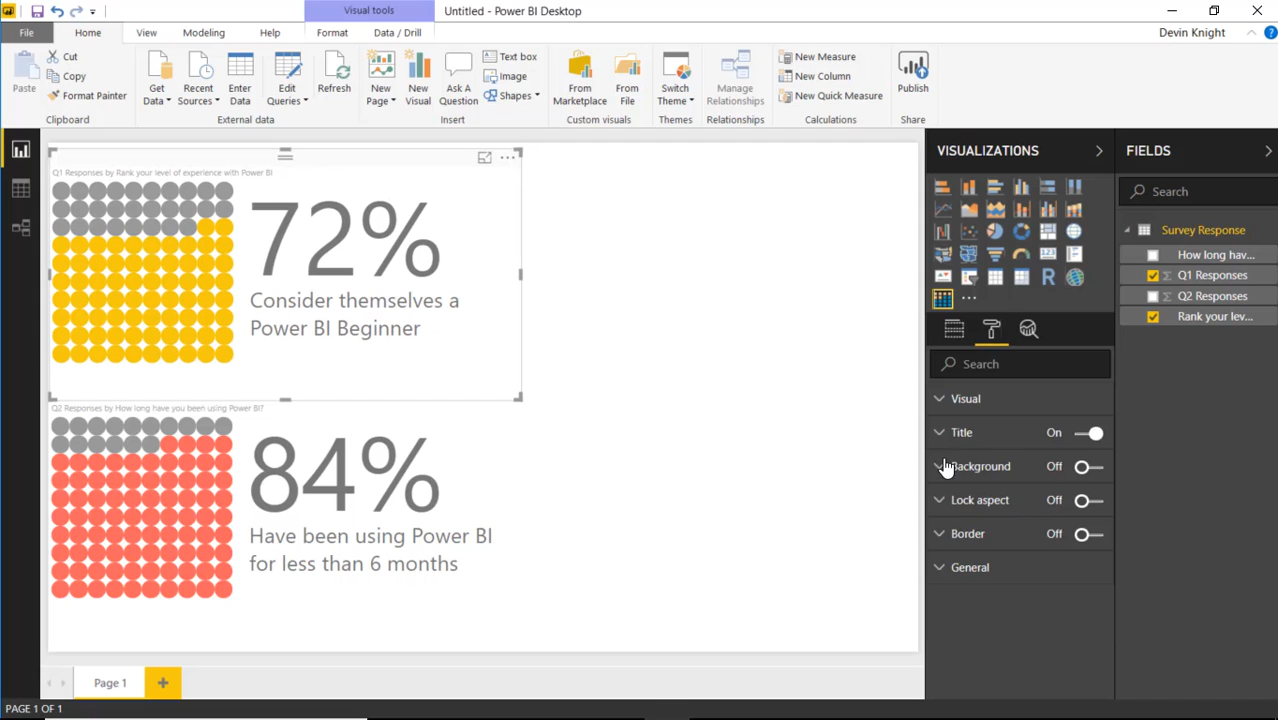 Visual tools
Untitled - Power BI Desktop
File
Home
View
Modeling
Help
Format
Data / Drill
Devin Knight
?
Paste
Cut
Copy
Format Painter
Clipboard
Get Data
Recent Sources
Enter Data
Edit Queries
Refresh
External data
New Page
New Visual
Ask A Question
Text box
Image
Shapes
Insert
From Marketplace
From File
Custom visuals
Switch Theme
Themes
Manage Relationships
Relationships
New Measure
New Column
New Quick Measure
Calculations
Publish
Share
Q1 Responses by Rank your level of experience with Power BI
72%
Consider themselves a
Power BI Beginner
Q2 Responses by How long have you been using Power BI?
84%
Have been using Power BI
for less than 6 months
VISUALIZATIONS
R
Search
Visual
Title On
Background Off
Lock aspect Off
Border Off
General
FIELDS
Search
Survey Response
How long hav...
Σ Q1 Responses
Σ Q2 Responses
Rank your lev...
Page 1
PAGE 1 OF 1